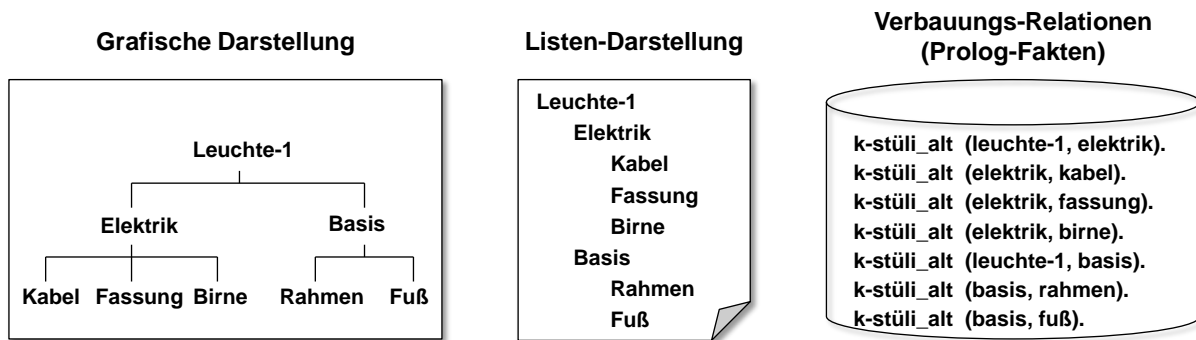 Grafische Darstellung
Leuchte-1
Elektrik Basis
Kabel Fassung Birne Rahmen Fuß
Listen-Darstellung
Leuchte-1
Elektrik
Kabel
Fassung
Birne
Basis
Rahmen
Fuß
Verbauungs-Relationen
(Prolog-Fakten)
k-stüli_alt (leuchte-1, elektrik).
k-stüli_alt (elektrik, kabel).
k-stüli_alt (elektrik, fassung).
k-stüli_alt (elektrik, birne).
k-stüli_alt (leuchte-1, basis).
k-stüli_alt (basis, rahmen).
k-stüli_alt (basis, fuß).